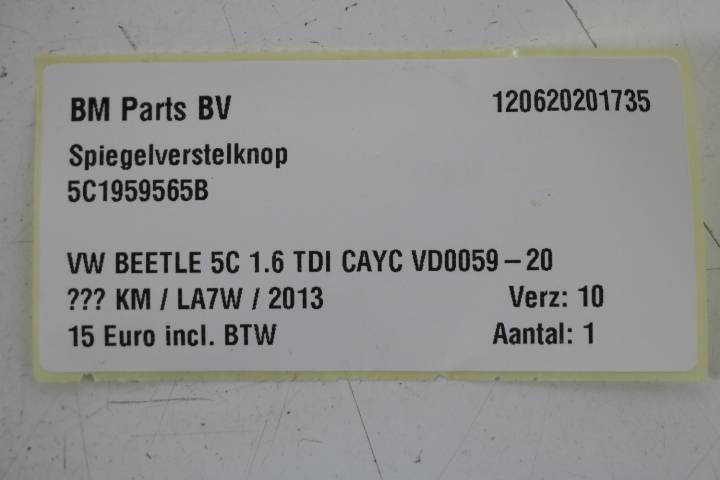 BM Parts BV 120620201735
Spiegelverstelknop
5C1959565B
VW BEETLE 5C 1.6 TDI CAYC VD0059-20
??? KM / LA7W / 2013 Verz: 10
15 Euro incl. BTW Aantal: 1